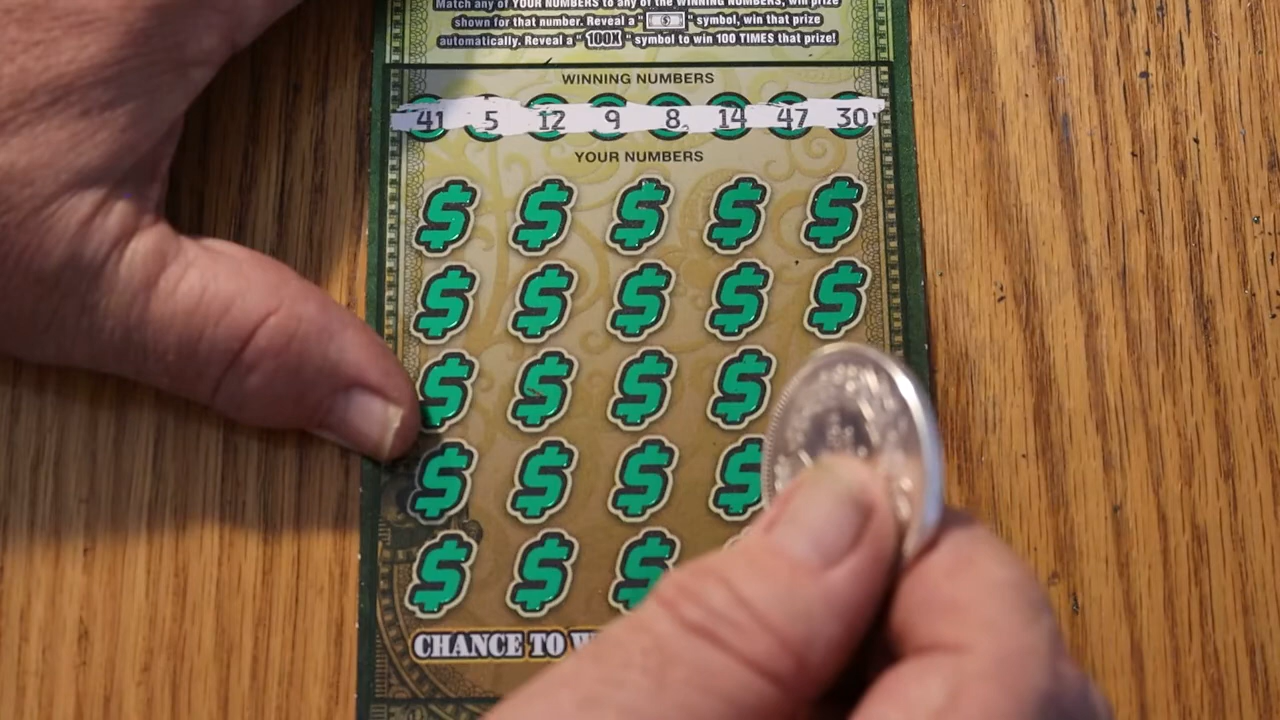 Match any of YOUR NUMBERS to any of the WINNING NUMBERS, win prize
shown for that number. Reveal a " $ " symbol, win that prize
automatically. Reveal a " 100X " symbol to win 100 TIMES that prize!
WINNING NUMBERS
41 5 12 9 8 14 47 30
YOUR NUMBERS
$ $ $ $ $
$ $ $ $ $
$ $ $ $
$ $ $ $
$ $ $
CHANCE TO W